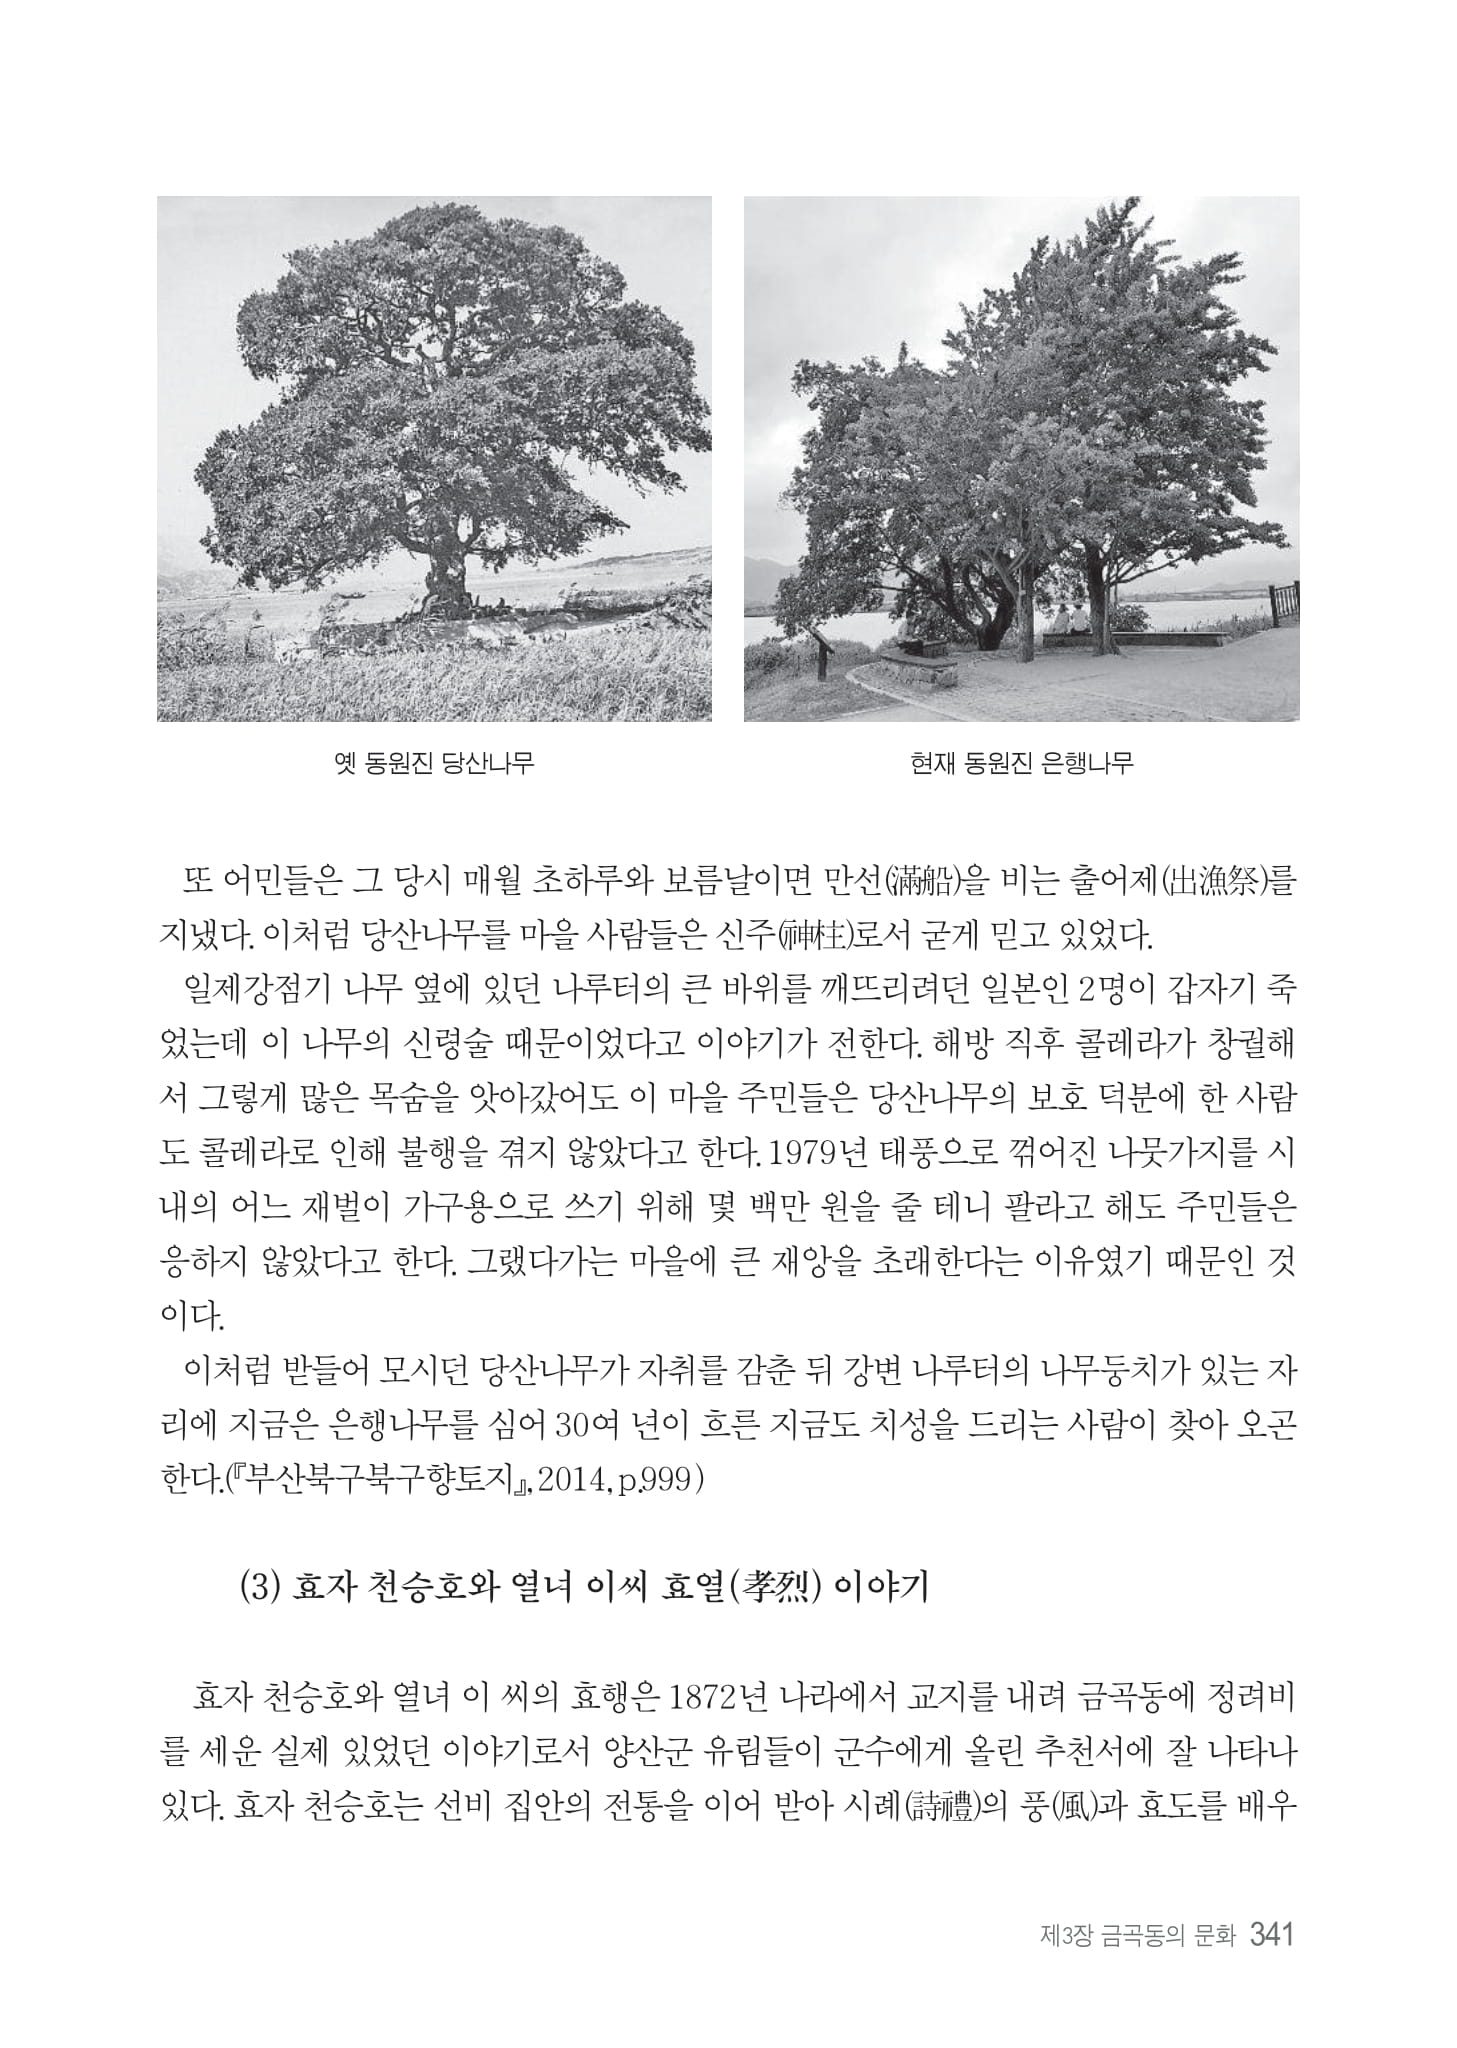 옛 동원진 당산나무
현재 동원진 은행나무
또 어민들은 그 당시 매월 초하루와 보름날이면 만선(滿船)을 비는 출어제(出漁祭)를
지냈다. 이처럼 당산나무를 마을 사람들은 신주(神柱)로서 굳게 믿고 있었다.
일제강점기 나무 옆에 있던 나루터의 큰 바위를 깨뜨리려던 일본인 2명이 갑자기 죽
었는데 이 나무의 신령술 때문이었다고 이야기가 전한다. 해방 직후 콜레라가 창궐해
서 그렇게 많은 목숨을 앗아갔어도 이 마을 주민들은 당산나무의 보호 덕분에 한 사람
도 콜레라로 인해 불행을 겪지 않았다고 한다. 1979년 태풍으로 꺾어진 나뭇가지를 시
내의 어느 재벌이 가구용으로 쓰기 위해 몇 백만 원을 줄 테니 팔라고 해도 주민들은
응하지 않았다고 한다. 그랬다가는 마을에 큰 재앙을 초래한다는 이유였기 때문인 것
이다.
이처럼 받들어 모시던 당산나무가 자취를 감춘 뒤 강변 나루터의 나무둥치가 있는 자
리에 지금은 은행나무를 심어 30여 년이 흐른 지금도 치성을 드리는 사람이 찾아 오곤
한다.(『부산북구북구향토지』, 2014, p.999)
(3) 효자 천승호와 열녀 이씨 효열(孝烈) 이야기
효자 천승호와 열녀 이 씨의 효행은 1872년 나라에서 교지를 내려 금곡동에 정려비
를 세운 실제 있었던 이야기로서 양산군 유림들이 군수에게 올린 추천서에 잘 나타나
있다. 효자 천승호는 선비 집안의 전통을 이어 받아 시례(詩禮)의 풍(風)과 효도를 배우
제3장 금곡동의 문화 341